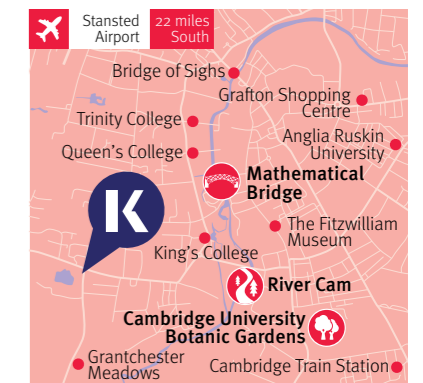 Stansted
Airport
22 miles
South
Bridge of Sighs
Grafton Shopping
Centre
Trinity College
Anglia Ruskin
University
Queen's College
Mathematical
Bridge
K
The Fitzwilliam
Museum
King's College
River Cam
Cambridge University
Botanic Gardens
Grantchester
Meadows
Cambridge Train Station